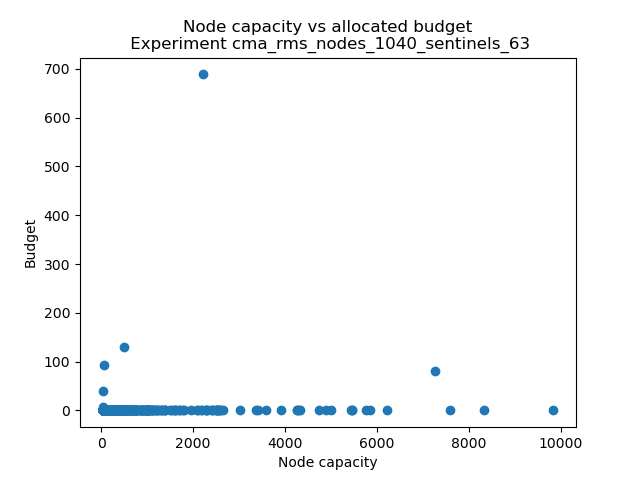 Node capacity vs allocated budget
Experiment cma_rms_nodes_1040_sentinels_63
Budget
700
600
500
400
300
200
100
0
0 2000 4000 6000 8000 10000
Node capacity